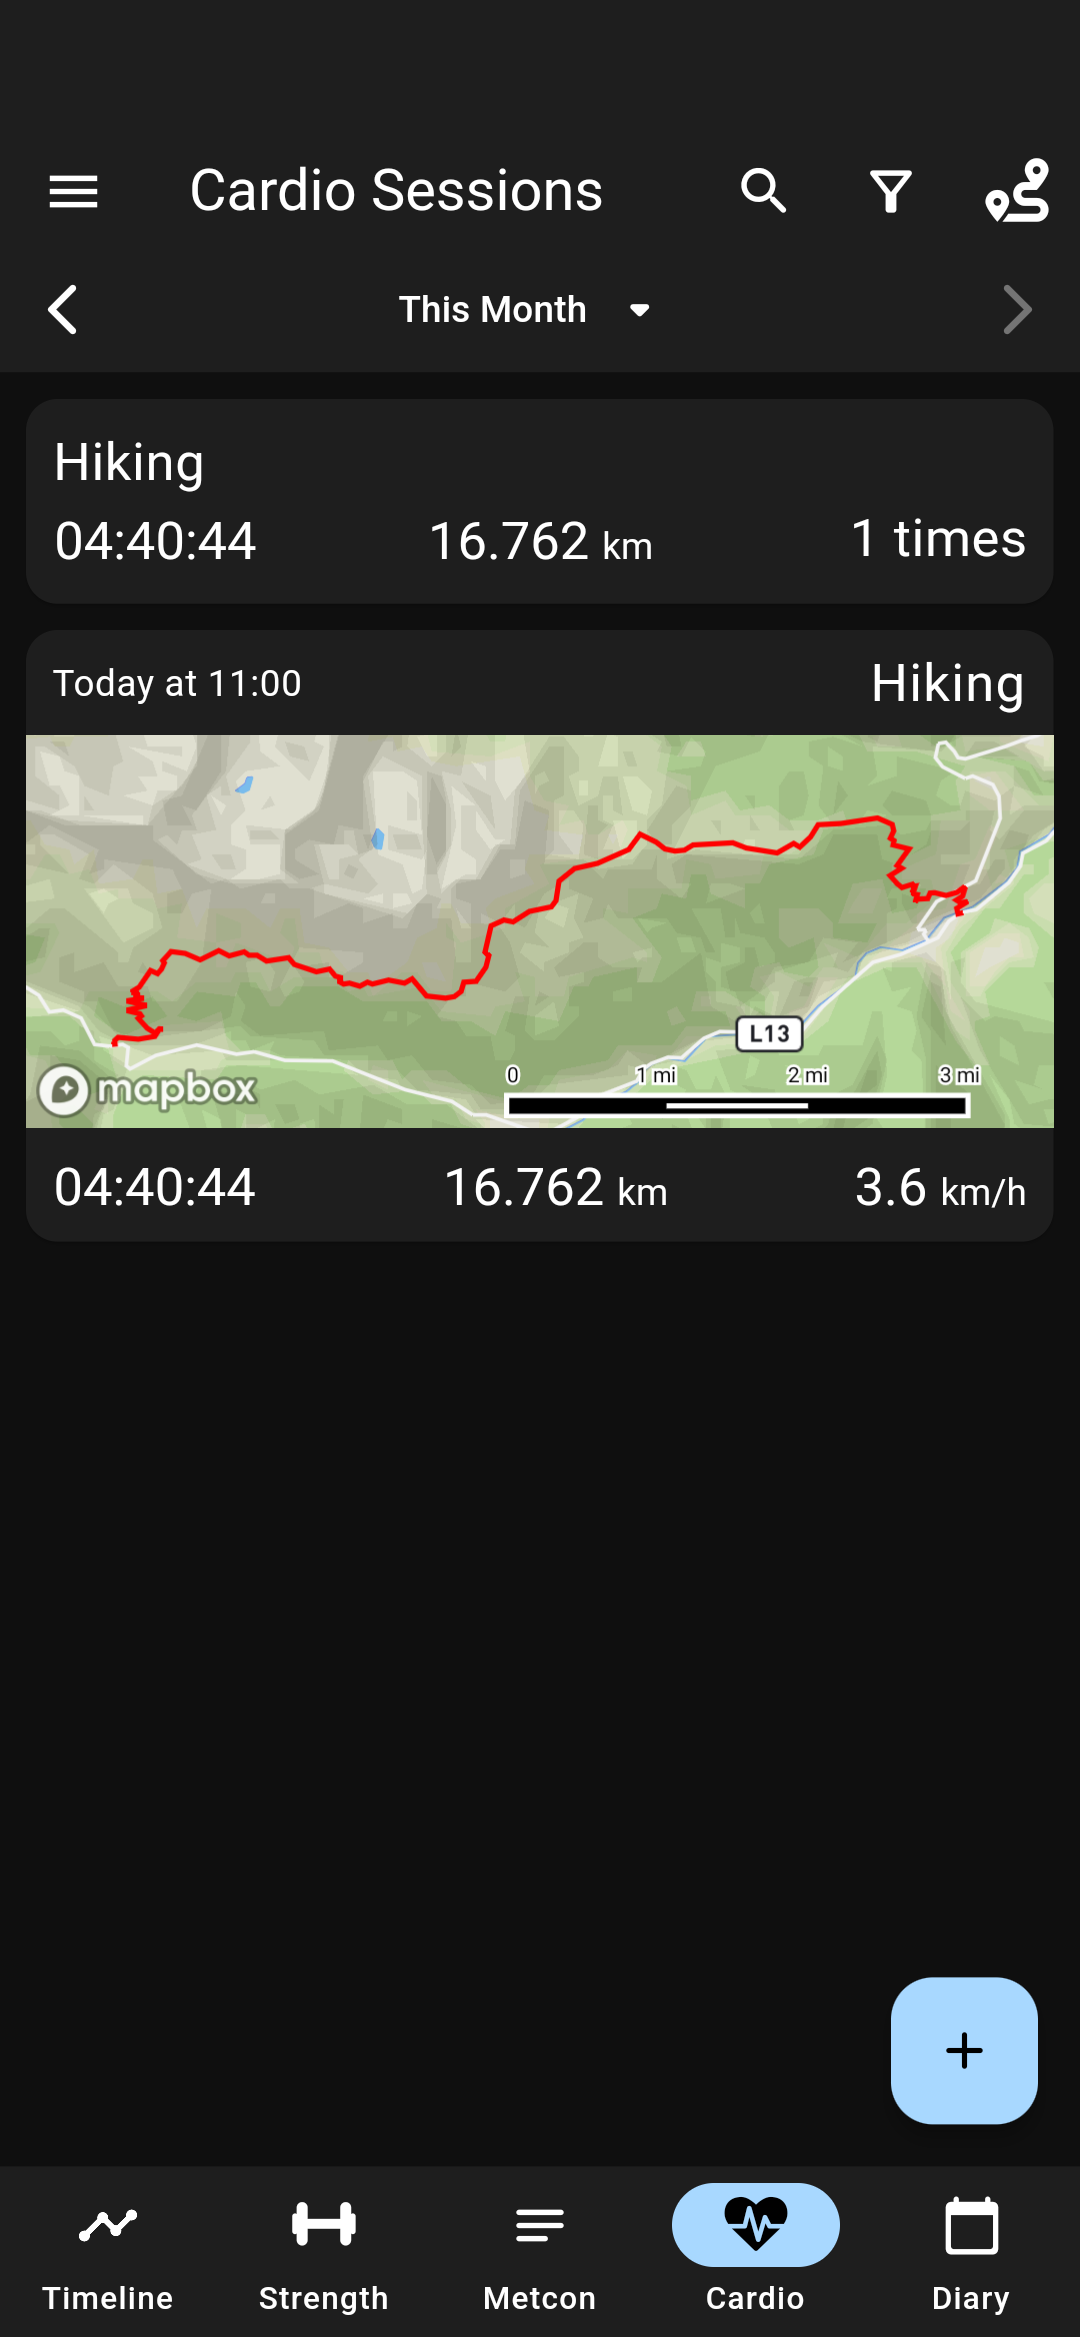 Cardio Sessions
This Month
Hiking
04:40:44 16.762 km 1 times
Today at 11:00 Hiking
L13
0 1 mi 2 mi 3 mi
mapbox
04:40:44 16.762 km 3.6 km/h
Timeline Strength Metcon Cardio Diary